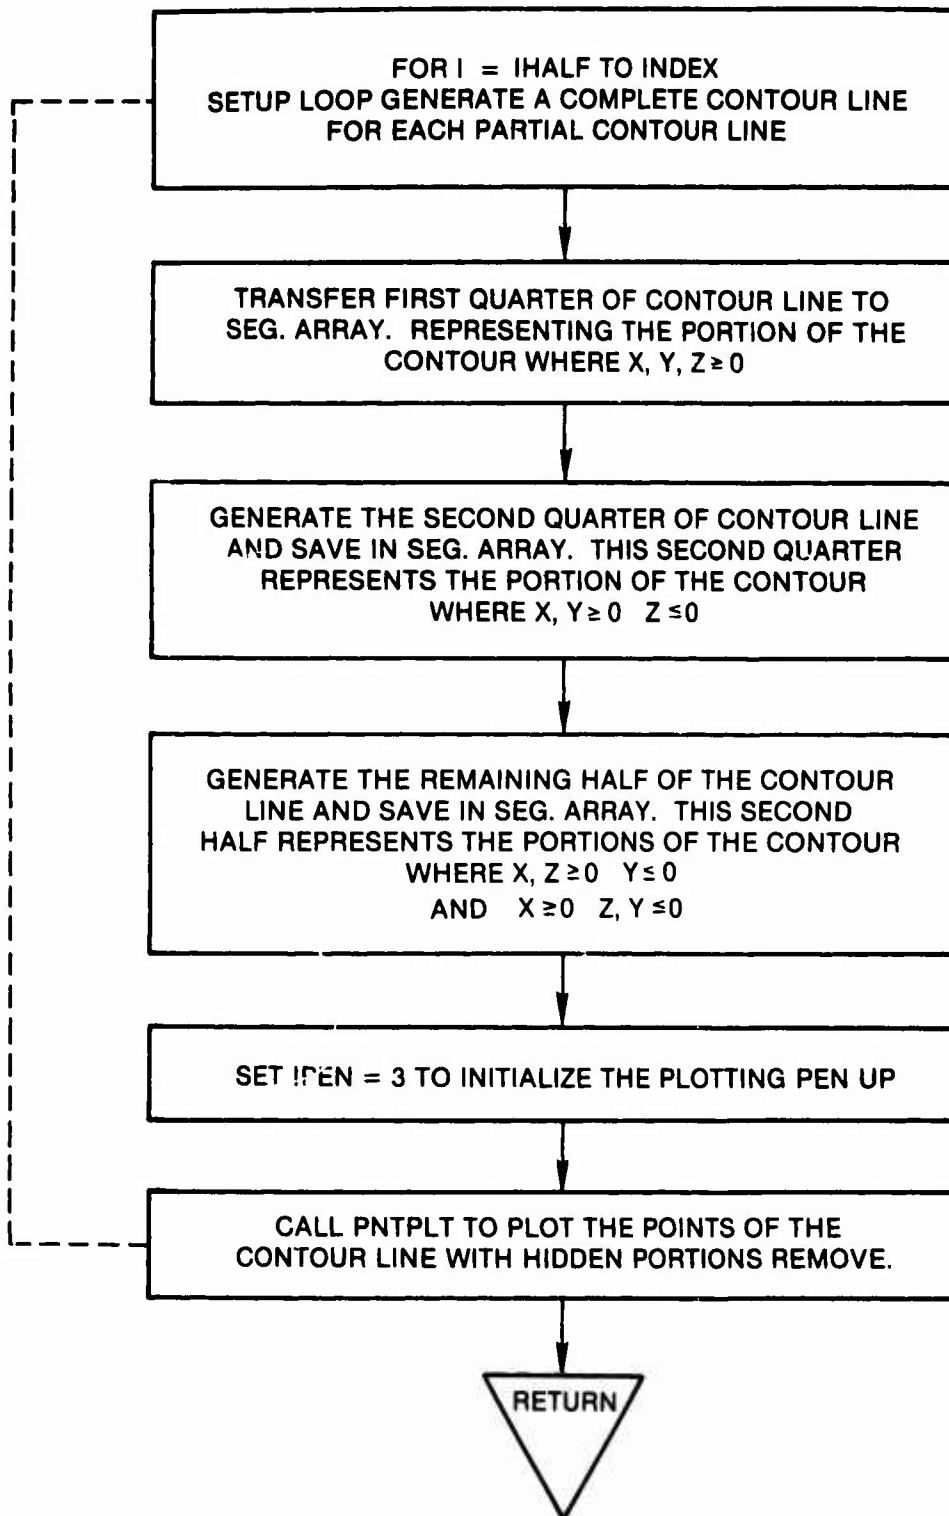 FOR I = IHALF TO INDEX
SETUP LOOP GENERATE A COMPLETE CONTOUR LINE
FOR EACH PARTIAL CONTOUR LINE
TRANSFER FIRST QUARTER OF CONTOUR LINE TO
SEG. ARRAY. REPRESENTING THE PORTION OF THE
CONTOUR WHERE X, Y, Z ≥ 0
GENERATE THE SECOND QUARTER OF CONTOUR LINE
AND SAVE IN SEG. ARRAY. THIS SECOND QUARTER
REPRESENTS THE PORTION OF THE CONTOUR
WHERE X, Y ≥ 0 Z ≤ 0
GENERATE THE REMAINING HALF OF THE CONTOUR
LINE AND SAVE IN SEG. ARRAY. THIS SECOND
HALF REPRESENTS THE PORTIONS OF THE CONTOUR
WHERE X, Z ≥ 0 Y ≤ 0
AND X ≥ 0 Z, Y ≤ 0
SET IPEN = 3 TO INITIALIZE THE PLOTTING PEN UP
CALL PNTPLT TO PLOT THE POINTS OF THE
CONTOUR LINE WITH HIDDEN PORTIONS REMOVE.
RETURN